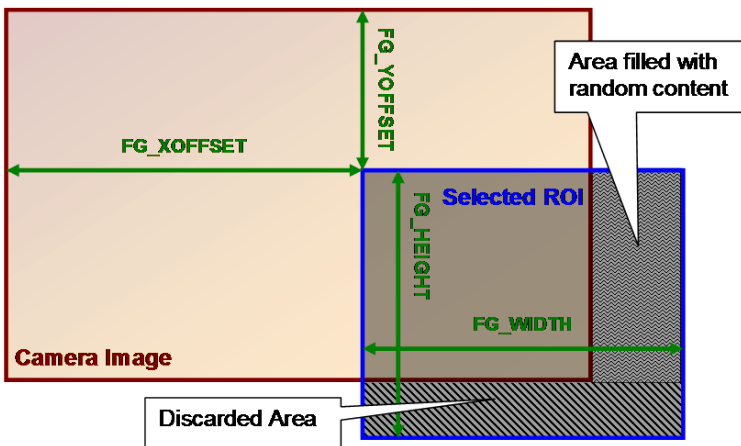 FG_YOFFSET
Area filled with
random content
FG_XOFFSET
Selected ROI
FG_HEIGHT
FG_WIDTH
Camera Image
Discarded Area